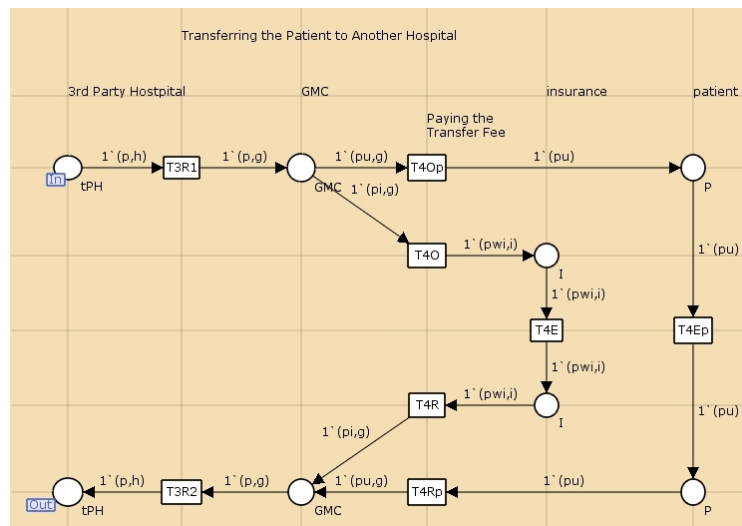 Transferring the Patient to Another Hospital
3rd Party Hostpital
GMC
insurance
patient
Paying the
Transfer Fee
1`(p,h)
T3R1
1`(p,g)
1`(pu,g)
T4Op
1`(pu)
In
tPH
GMC
1`(pi,g)
P
T4O
1`(pwi,i)
I
1`(pu)
1`(pwi,i)
T4E
T4Ep
1`(pwi,i)
T4R
1`(pwi,i)
I
1`(pu)
1`(pi,g)
1`(p,h)
T3R2
1`(p,g)
1`(pu,g)
T4Rp
1`(pu)
Out
tPH
GMC
P